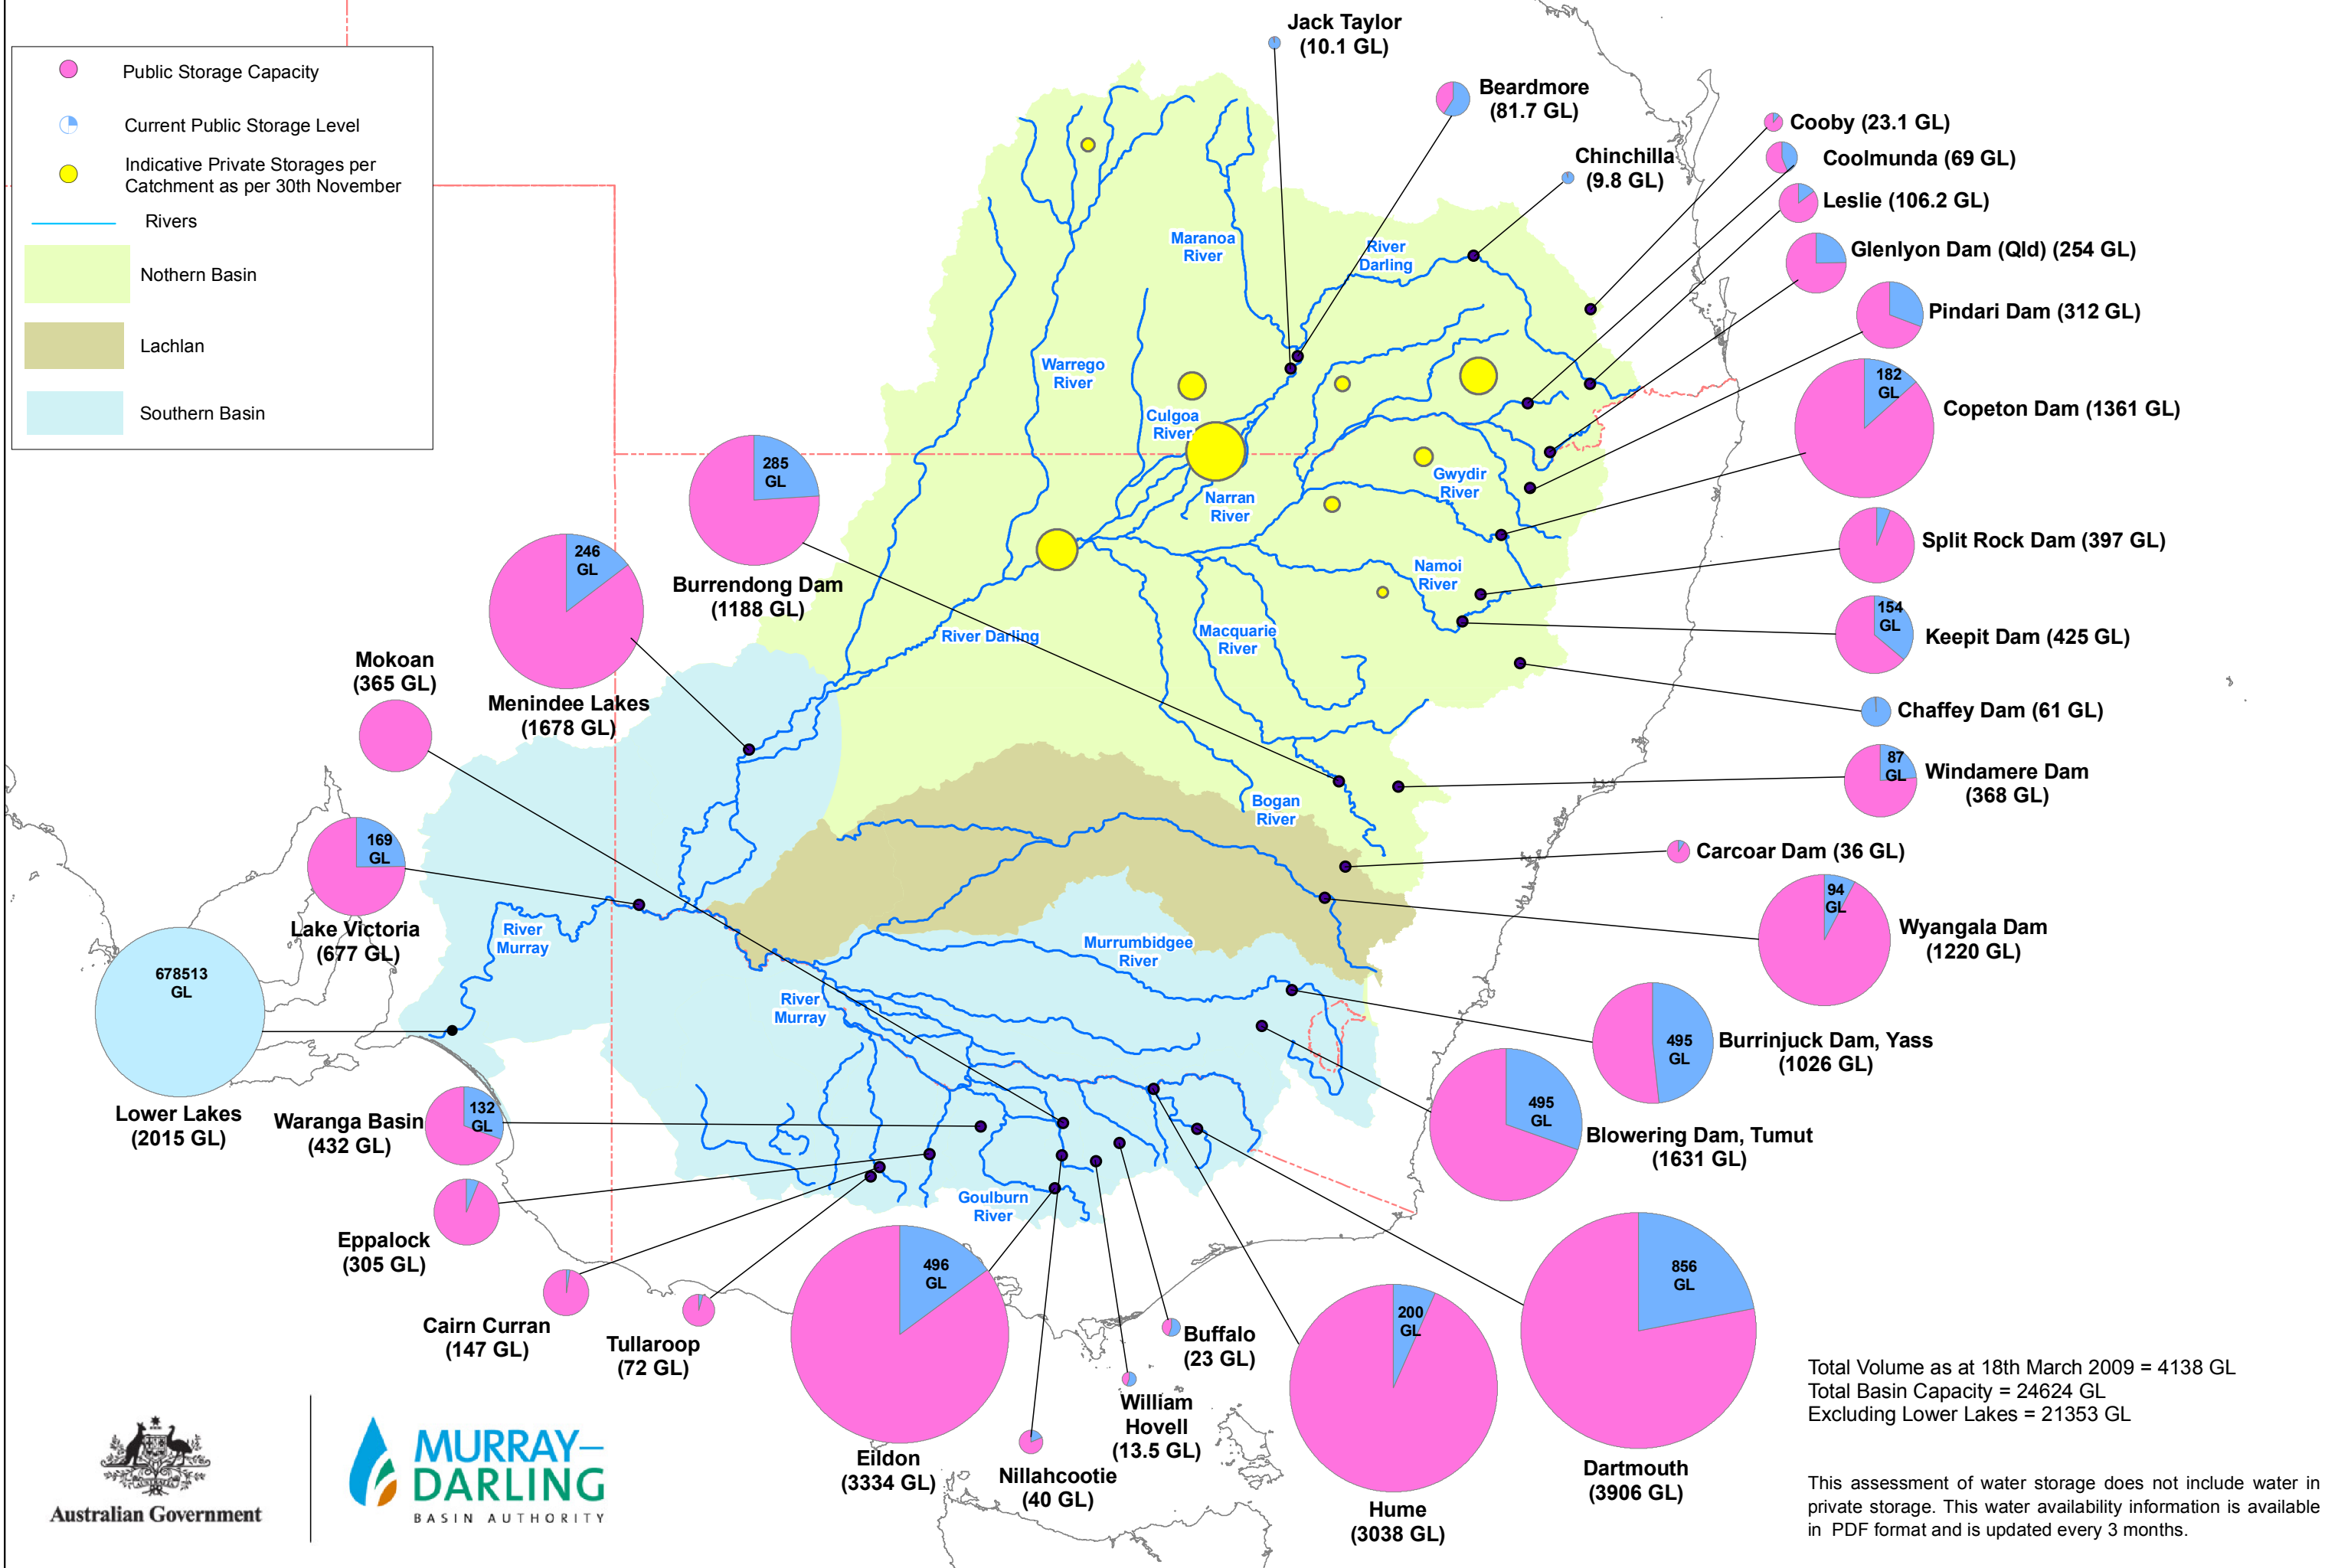 Public Storage Capacity
Current Public Storage Level
Indicative Private Storages per
Catchment as per 30th November
Rivers
Nothern Basin
Lachlan
Southern Basin
Jack Taylor
(10.1 GL)
Beardmore
(81.7 GL)
Chinchilla
(9.8 GL)
Cooby (23.1 GL)
Coolmunda (69 GL)
Leslie (106.2 GL)
Glenlyon Dam (Qld) (254 GL)
Pindari Dam (312 GL)
182
GL
Copeton Dam (1361 GL)
Split Rock Dam (397 GL)
154
GL
Keepit Dam (425 GL)
Chaffey Dam (61 GL)
87
GL
Windamere Dam
(368 GL)
Carcoar Dam (36 GL)
94
GL
Wyangala Dam
(1220 GL)
495
GL
Burrinjuck Dam, Yass
(1026 GL)
495
GL
Blowering Dam, Tumut
(1631 GL)
856
GL
Dartmouth
(3906 GL)
200
GL
Hume
(3038 GL)
Buffalo
(23 GL)
William
Hovell
(13.5 GL)
Nillahcootie
(40 GL)
496
GL
Eildon
(3334 GL)
Tullaroop
(72 GL)
Cairn Curran
(147 GL)
Eppalock
(305 GL)
132
GL
Waranga Basin
(432 GL)
678513
GL
Lower Lakes
(2015 GL)
169
GL
Lake Victoria
(677 GL)
Mokoan
(365 GL)
246
GL
Menindee Lakes
(1678 GL)
285
GL
Burrendong Dam
(1188 GL)
Maranoa
River
River
Darling
Warrego
River
Culgoa
River
Narran
River
Gwydir
River
Namoi
River
Macquarie
River
River Darling
Bogan
River
Murrumbidgee
River
River
Murray
River
Murray
Goulburn
River
Total Volume as at 18th March 2009 = 4138 GL
Total Basin Capacity = 24624 GL
Excluding Lower Lakes = 21353 GL
This assessment of water storage does not include water in
private storage. This water availability information is available
in PDF format and is updated every 3 months.
Australian Government
MURRAY–
DARLING
BASIN AUTHORITY